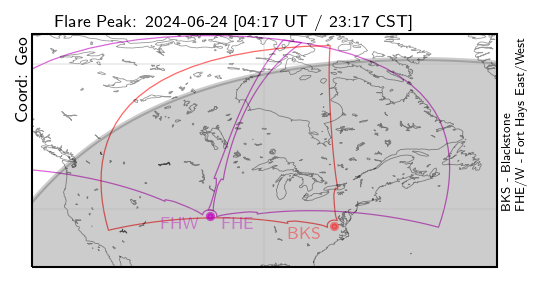 Flare Peak: 2024-06-24 [04:17 UT / 23:17 CST]
Coord: Geo
FHW
FHE
BKS
BKS - Blackstone
FHE/W - Fort Hays East/West